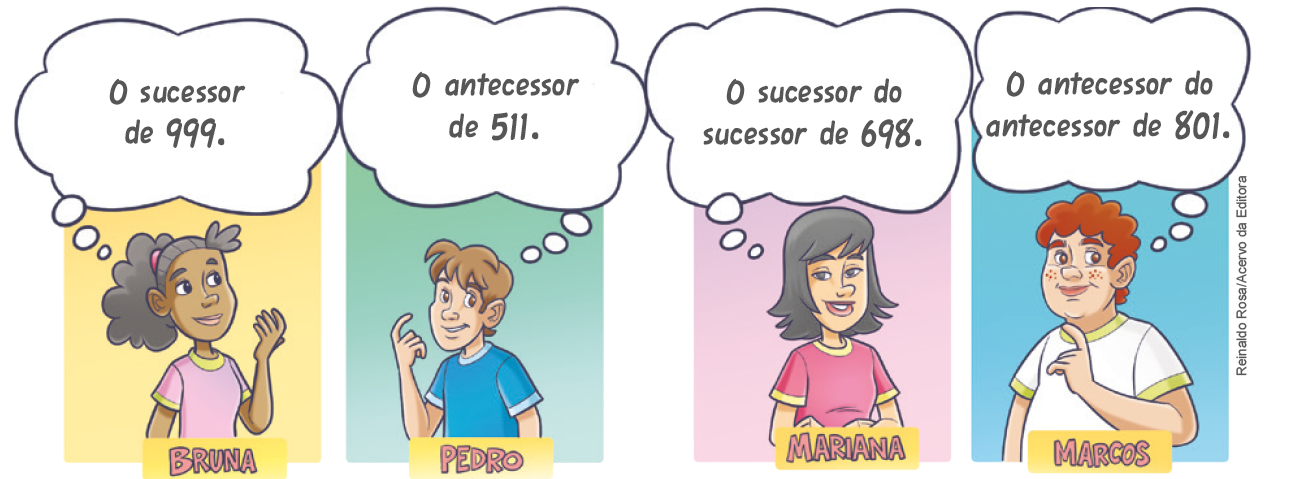 O sucessor
de 999.
O antecessor
de 511.
O sucessor do
sucessor de 698.
O antecessor do
antecessor de 801.
BRUNA
PEDRO
MARIANA
MARCOS
Reinaldo Rosa/Acervo da Editora